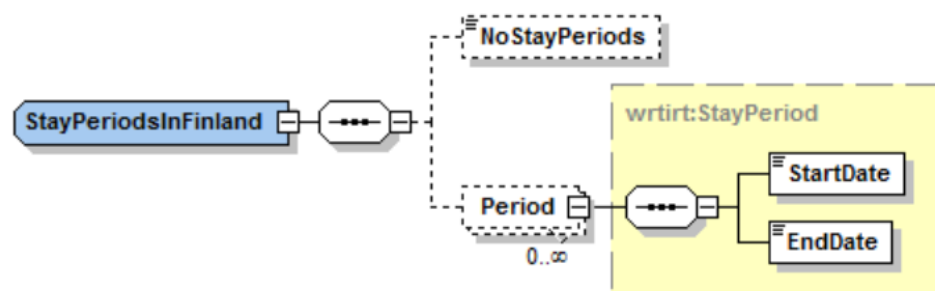 NoStayPeriods
StayPeriodsInFinland
wrtirt:StayPeriod
StartDate
Period
EndDate
0..∞